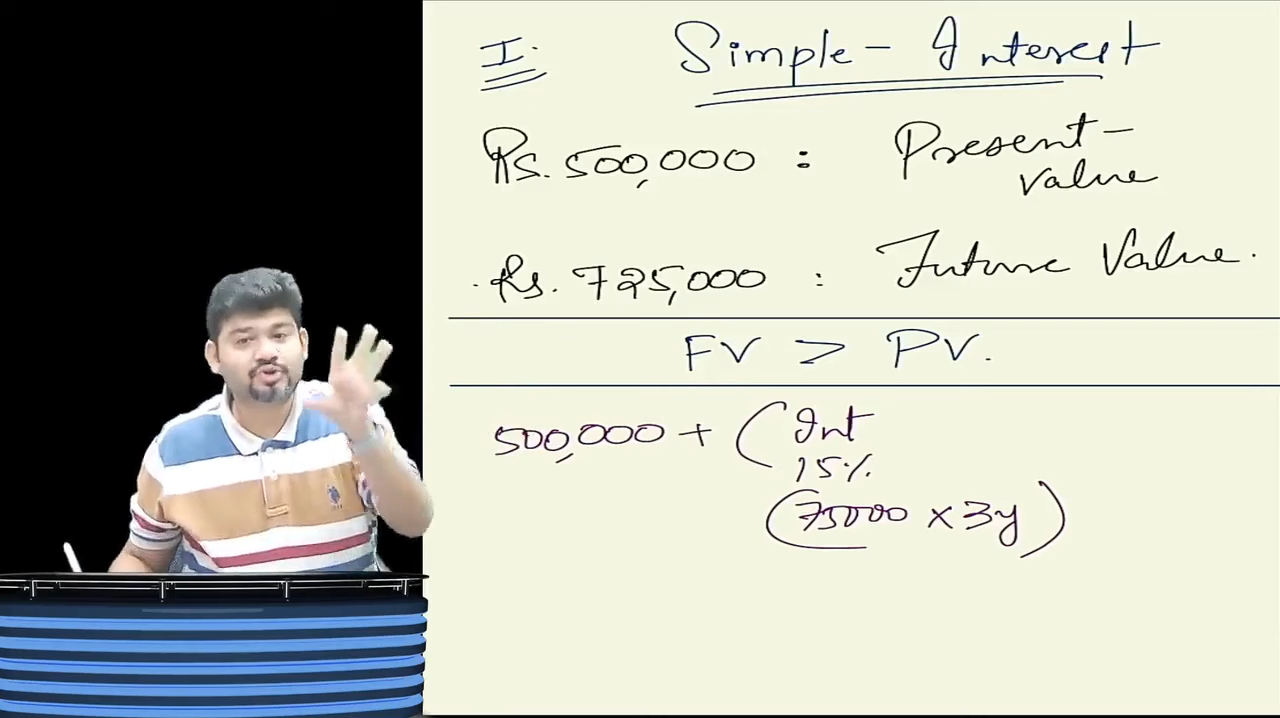 I.
Simple-Interest
Rs. 500,000 : Present-
Value
Rs. 725,000 : Future Value.
FV > PV.
500,000 + ( Int
15%
(75000 × 3y)